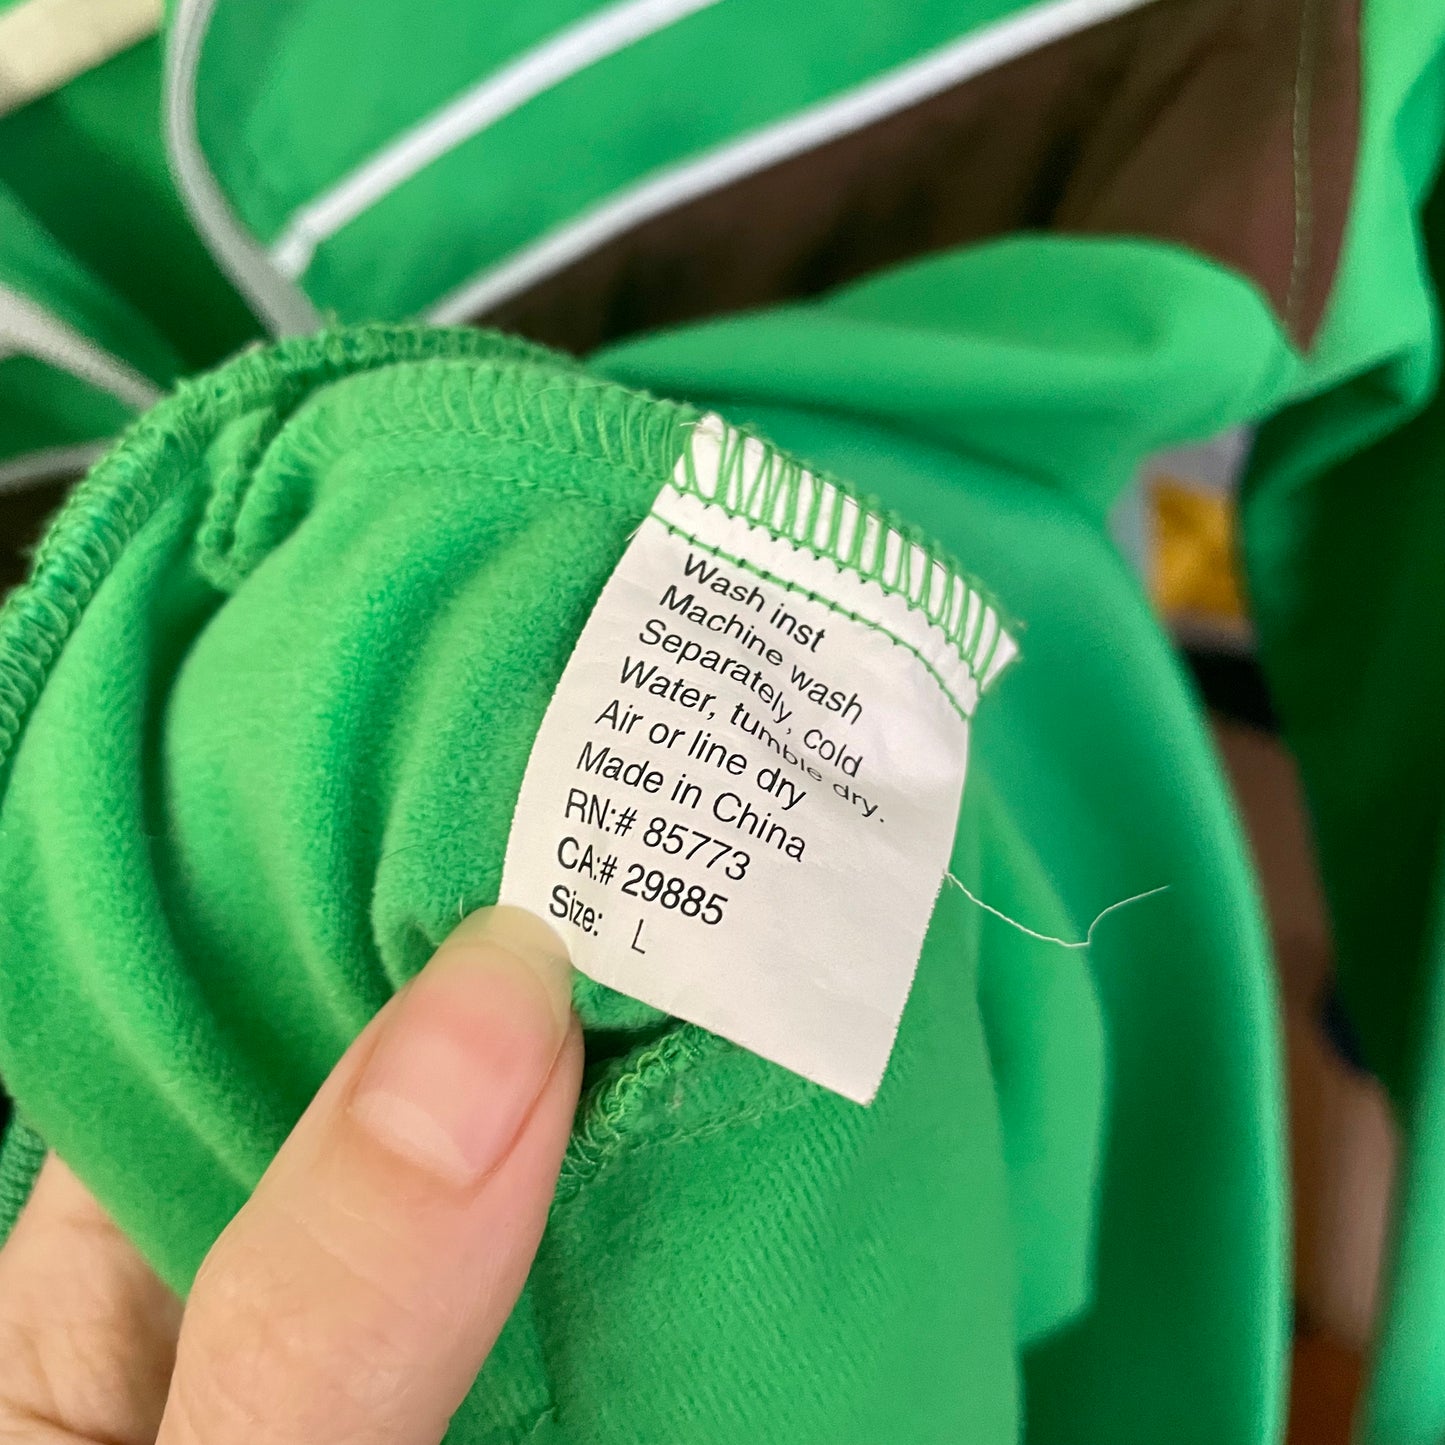 Wash inst
Machine wash
Separately, cold
Water, tumble dry.
Air or line dry
Made in China
RN:# 85773
CA:# 29885
Size: L